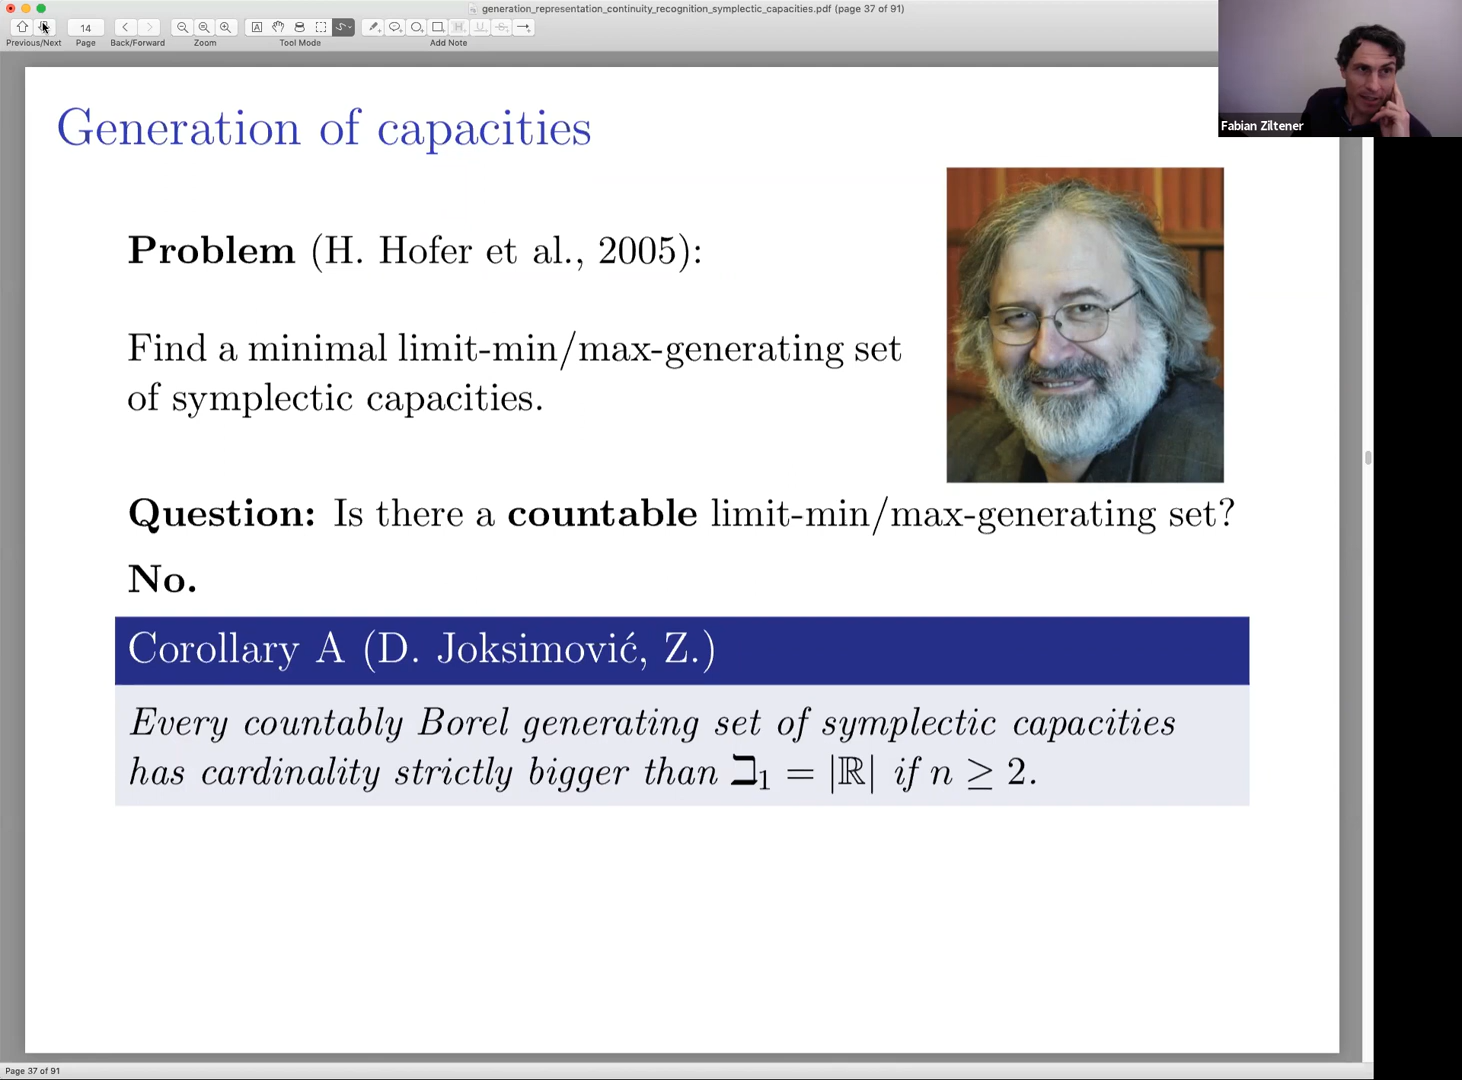 generation_representation_continuity_recognition_symplectic_capacities.pdf (page 37 of 91)
14
Previous/Next Page Back/Forward Zoom Tool Mode Add Note
Fabian Ziltener
Generation of capacities
Problem (H. Hofer et al., 2005):
Find a minimal limit-min/max-generating set
of symplectic capacities.
Question: Is there a countable limit-min/max-generating set?
No.
Corollary A (D. Joksimović, Z.)
Every countably Borel generating set of symplectic capacities
has cardinality strictly bigger than ℶ₁ = |ℝ| if n ≥ 2.
Page 37 of 91